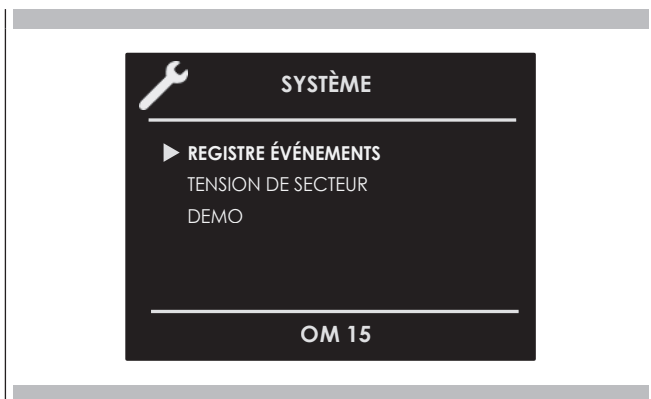 SYSTÈME
REGISTRE ÉVÉNEMENTS
TENSION DE SECTEUR
DEMO
OM 15